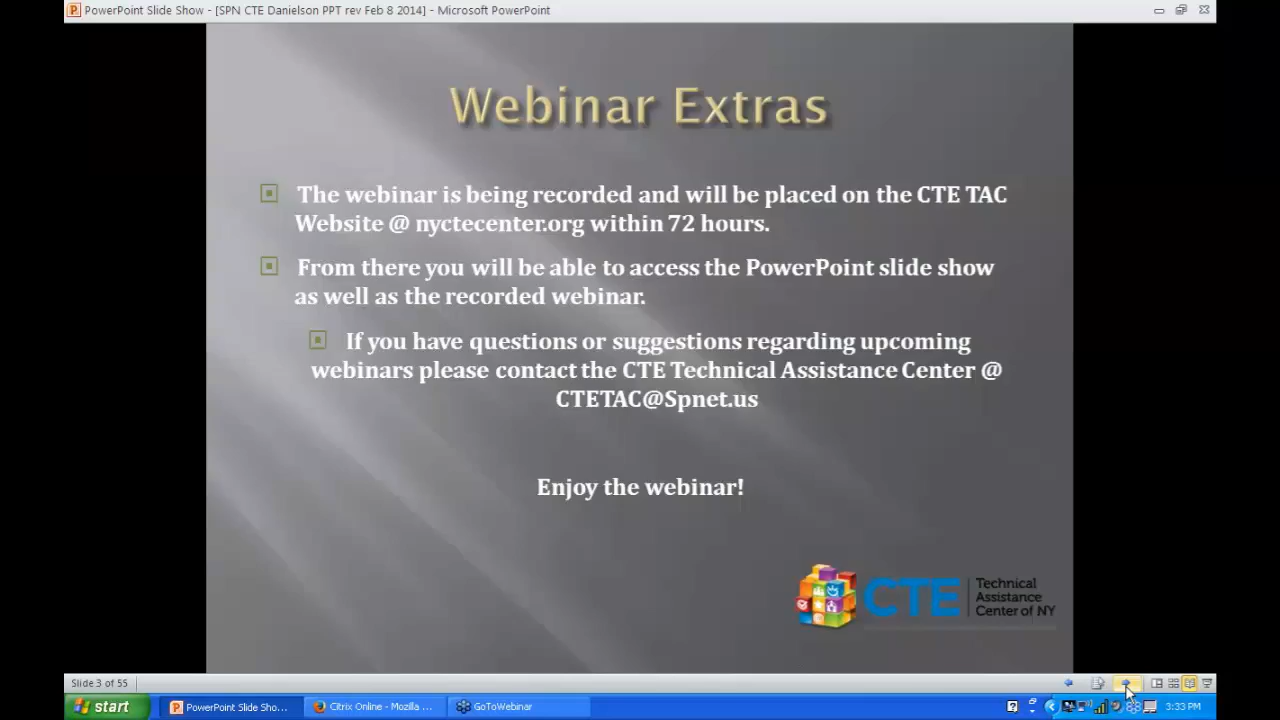 PowerPoint Slide Show - [SPN CTE Danielson PPT rev Feb 8 2014] - Microsoft PowerPoint
Webinar Extras
The webinar is being recorded and will be placed on the CTE TAC
Website @ nyctecenter.org within 72 hours.
From there you will be able to access the PowerPoint slide show
as well as the recorded webinar.
If you have questions or suggestions regarding upcoming
webinars please contact the CTE Technical Assistance Center @
CTETAC@Spnet.us
Enjoy the webinar!
CTE
Technical
Assistance
Center of NY
Slide 3 of 55
start
PowerPoint Slide Sho...
Citrix Online - Mozilla ...
GoToWebinar
3:33 PM